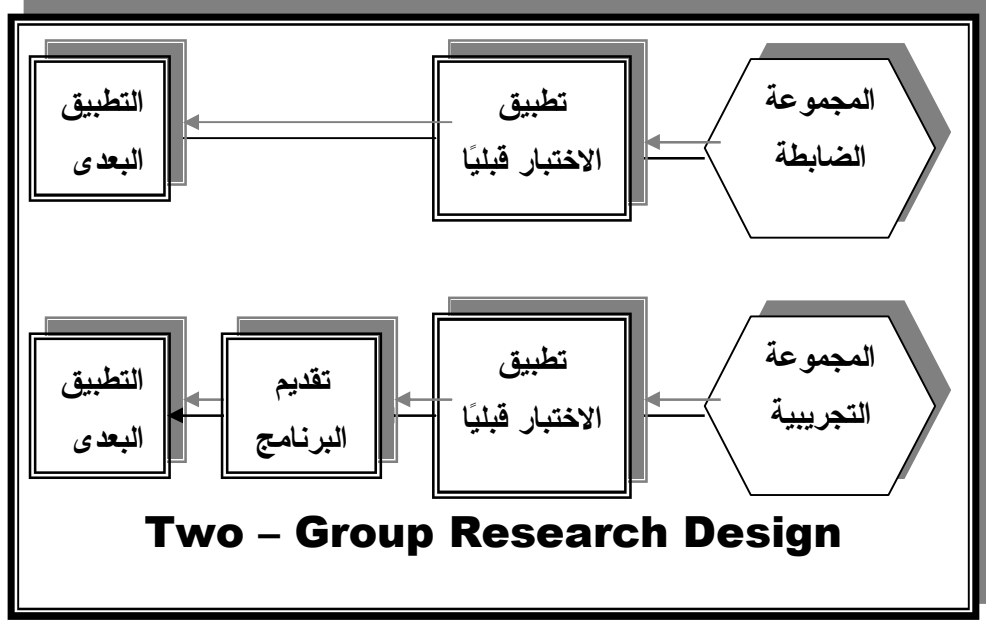 المجموعة
الضابطة
تطبيق
الاختبار قبليًا
التطبيق
البعدى
المجموعة
التجريبية
تطبيق
الاختبار قبليًا
تقديم
البرنامج
التطبيق
البعدى
Two – Group Research Design